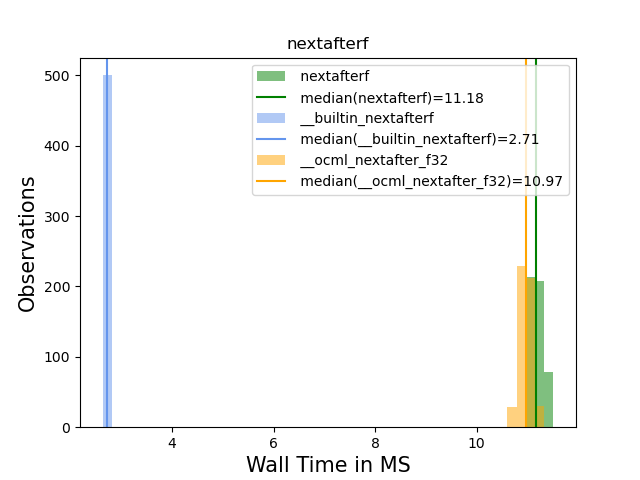 nextafterf
nextafterf
median(nextafterf)=11.18
__builtin_nextafterf
median(__builtin_nextafterf)=2.71
__ocml_nextafter_f32
median(__ocml_nextafter_f32)=10.97
500
400
300
200
100
0
Observations
4 6 8 10
Wall Time in MS